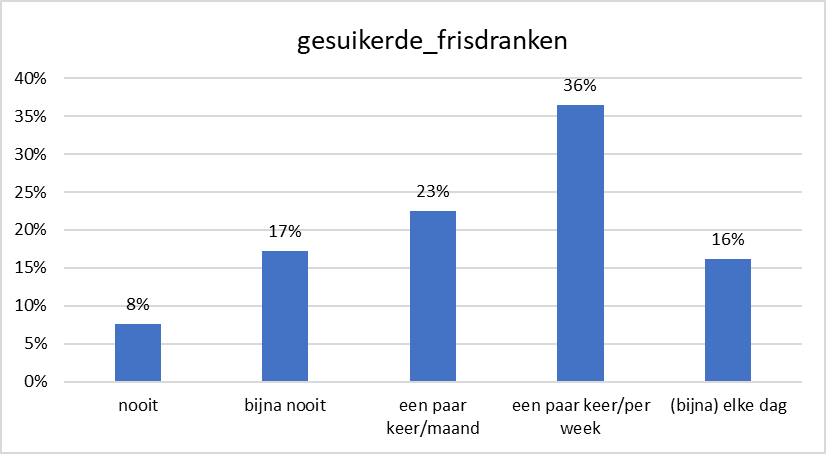 gesuikerde_frisdranken
40%
35%
30%
25%
20%
15%
10%
5%
0%
8%
17%
23%
36%
16%
nooit
bijna nooit
een paar
keer/maand
een paar keer/per
week
(bijna) elke dag